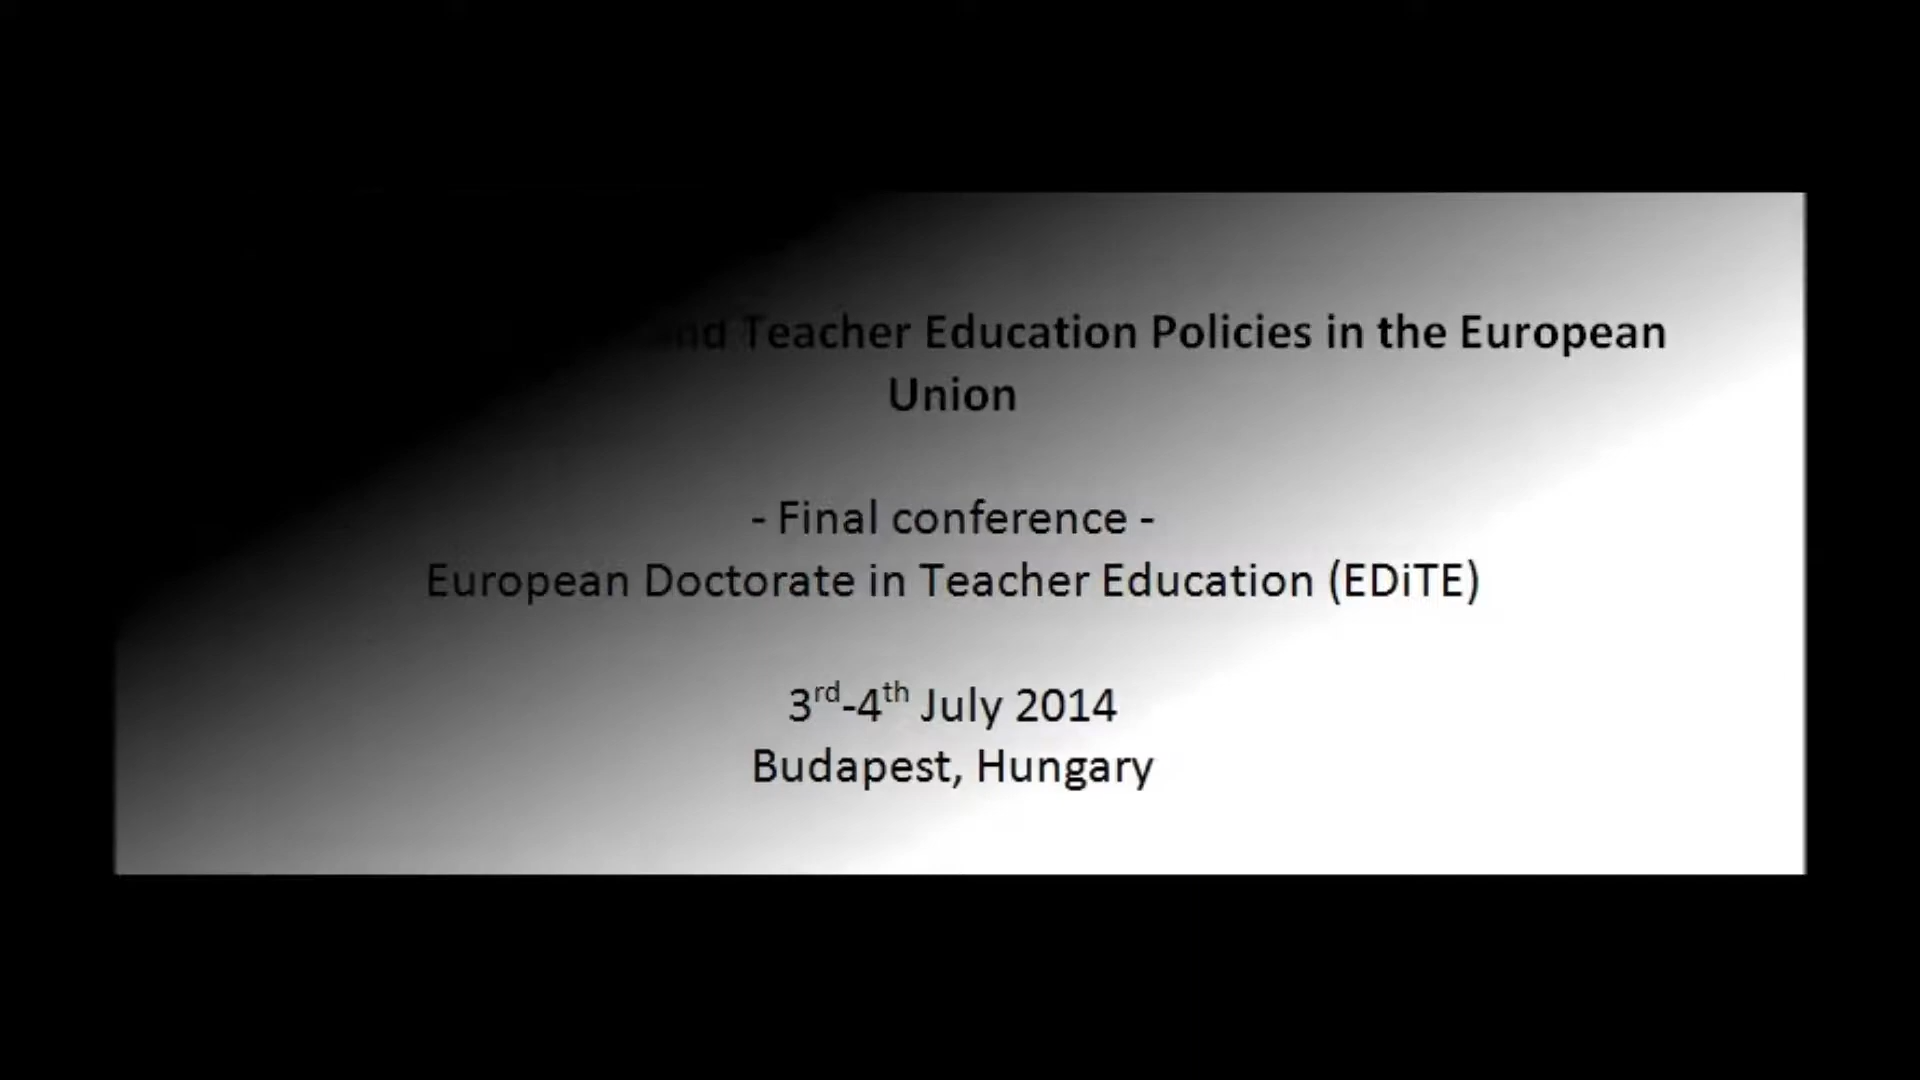 Teacher Education Policies in the European
Union
- Final conference -
European Doctorate in Teacher Education (EDiTE)
3rd-4th July 2014
Budapest, Hungary